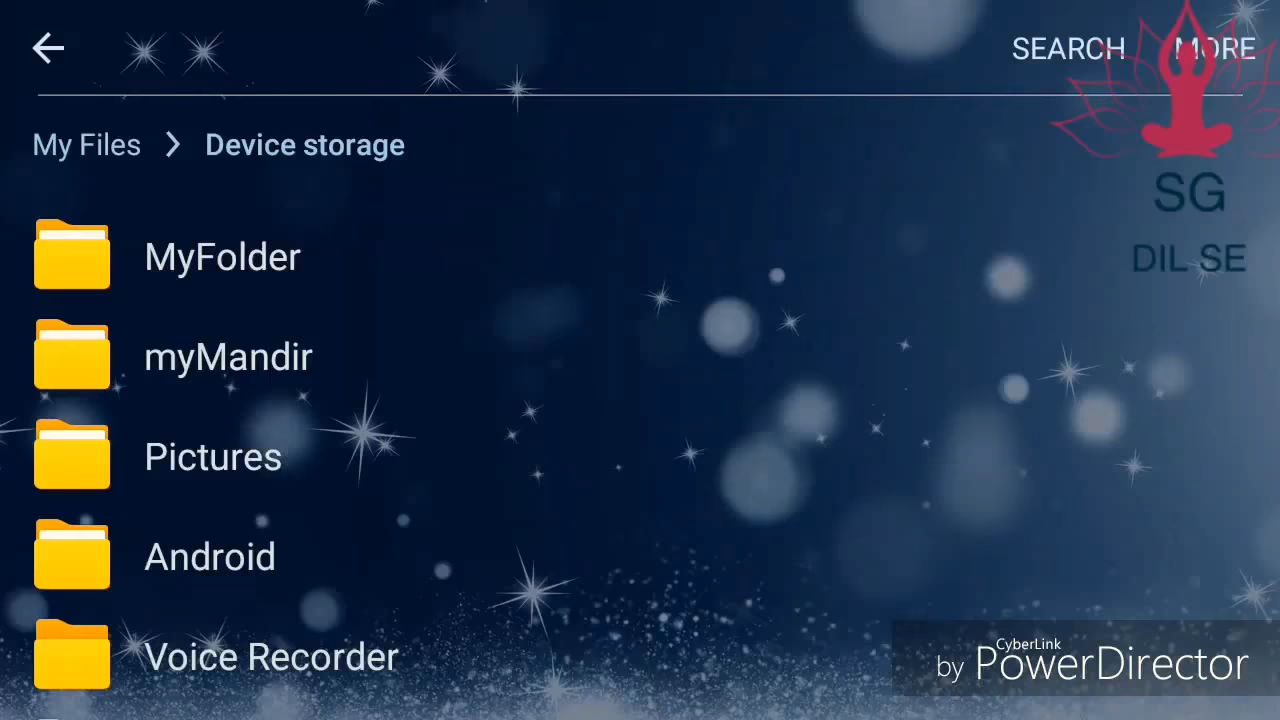 SEARCH MORE
My Files Device storage
SG
DIL SE
MyFolder
myMandir
Pictures
Android
Voice Recorder
by CyberLink PowerDirector